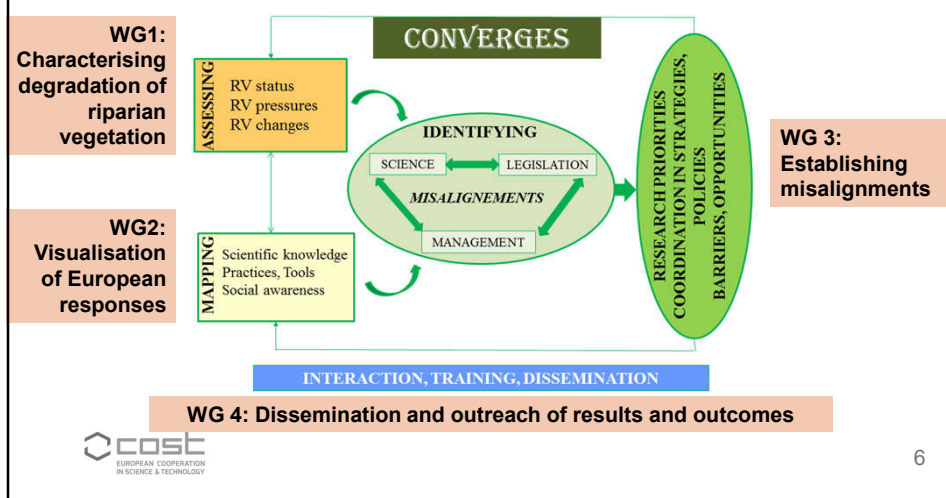 CONVERGES
WG1:
Characterising
degradation of
riparian
vegetation
ASSESSING
RV status
RV pressures
RV changes
WG2:
Visualisation
of European
responses
MAPPING
Scientific knowledge
Practices, Tools
Social awareness
IDENTIFYING
SCIENCE
LEGISLATION
MISALIGNEMENTS
MANAGEMENT
RESEARCH PRIORITIES
COORDINATION IN STRATEGIES,
POLICIES
BARRIERS, OPPORTUNITIES
WG 3:
Establishing
misalignments
INTERACTION, TRAINING, DISSEMINATION
WG 4: Dissemination and outreach of results and outcomes
cost
EUROPEAN COOPERATION
IN SCIENCE & TECHNOLOGY
6